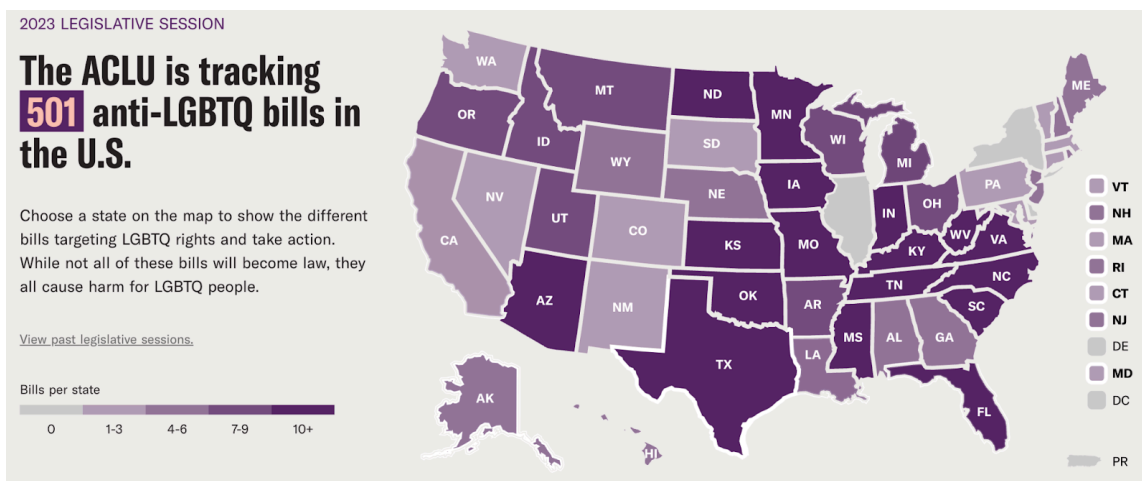 2023 LEGISLATIVE SESSION
The ACLU is tracking
501 anti-LGBTQ bills in
the U.S.
Choose a state on the map to show the different
bills targeting LGBTQ rights and take action.
While not all of these bills will become law, they
all cause harm for LGBTQ people.
View past legislative sessions.
Bills per state
0 1-3 4-6 7-9 10+
WA
MT
ND
MN
ME
OR
ID
WY
SD
WI
MI
NV
UT
CO
NE
IA
IN
OH
PA
CA
AZ
NM
KS
MO
KY
WV
VA
OK
AR
TN
NC
SC
TX
LA
MS
AL
GA
FL
AK
HI
VT
NH
MA
RI
CT
NJ
DE
MD
DC
PR